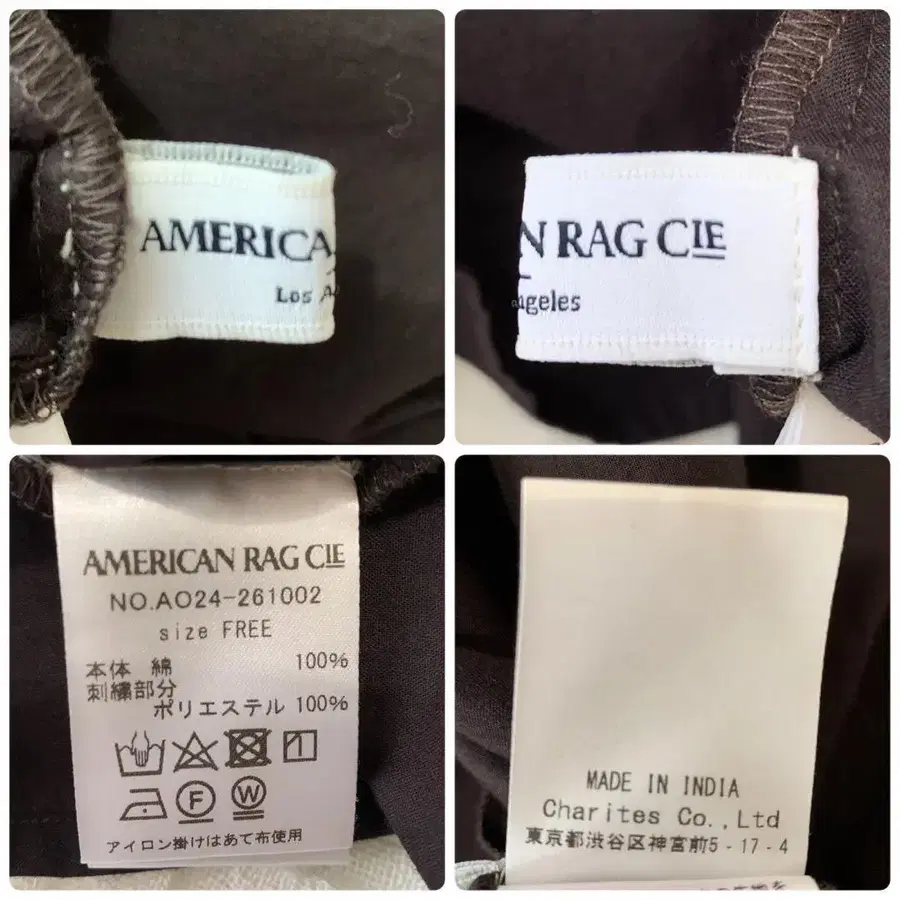 AMERICA
Los A
N RAG CIE
ngeles
AMERICAN RAG CIE
NO.AO24-261002
size FREE
本体 綿 100%
刺繍部分
ポリエステル 100%
F
W
アイロン掛けはあて布使用
MADE IN INDIA
Charites Co.,Ltd
東京都渋谷区神宮前5-17-4